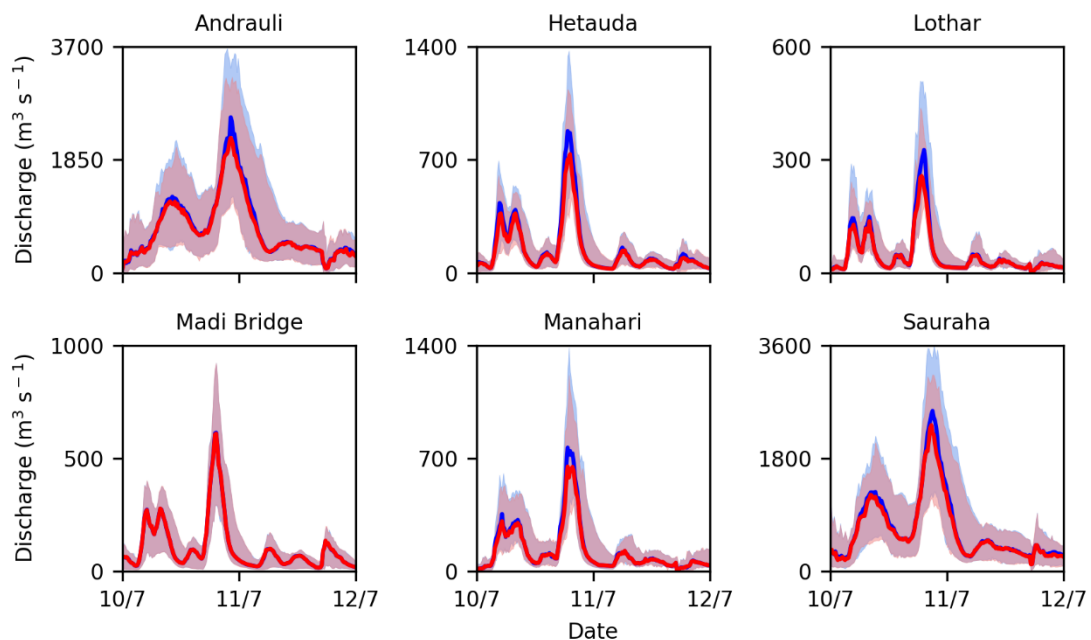 Andrauli
Hetauda
Lothar
Discharge (m³ s⁻¹)
3700
1850
0
1400
700
0
600
300
0
Madi Bridge
Manahari
Sauraha
Discharge (m³ s⁻¹)
1000
500
0
1400
700
0
3600
1800
0
10/7 11/7 12/7
10/7 11/7 12/7
10/7 11/7 12/7
Date